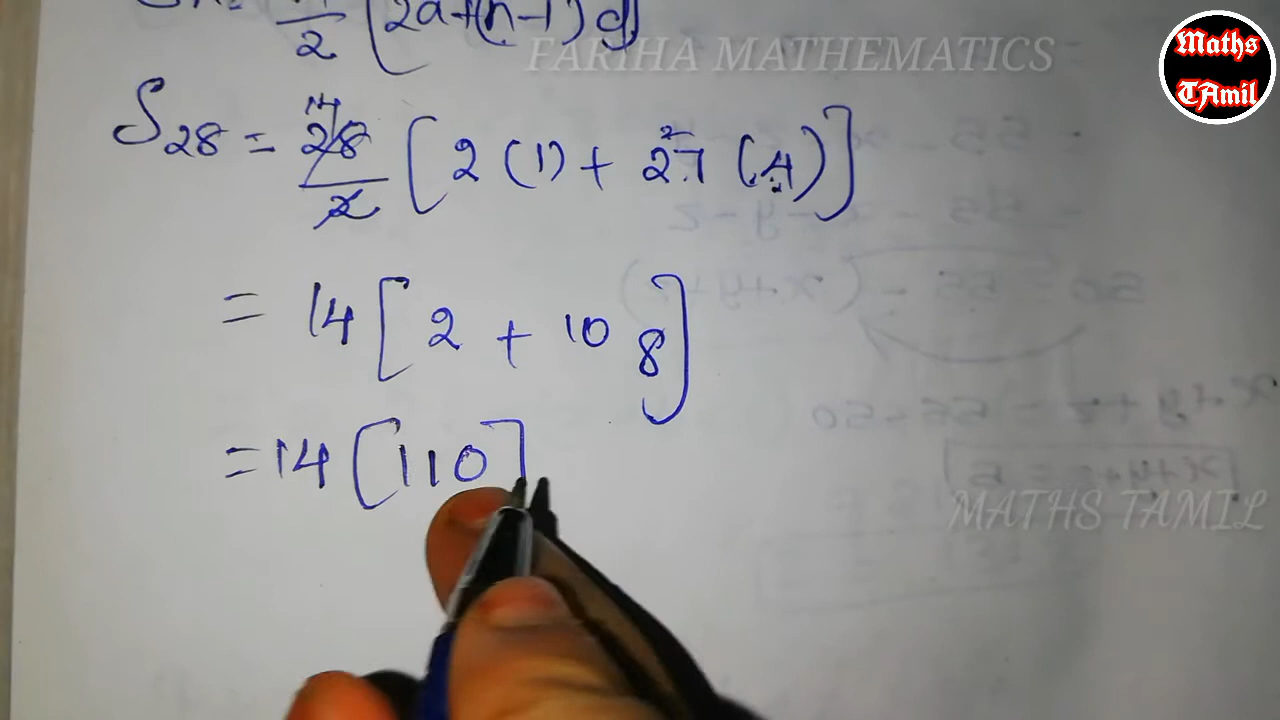 Sn = n/2 [2a+(n-1)d]
FARIHA MATHEMATICS
Maths
TAmil
S28 = 28/2 [2 (1) + 27 (4)]
14
2
= 14 [2 + 108]
= 14 [110]
MATHS TAMIL